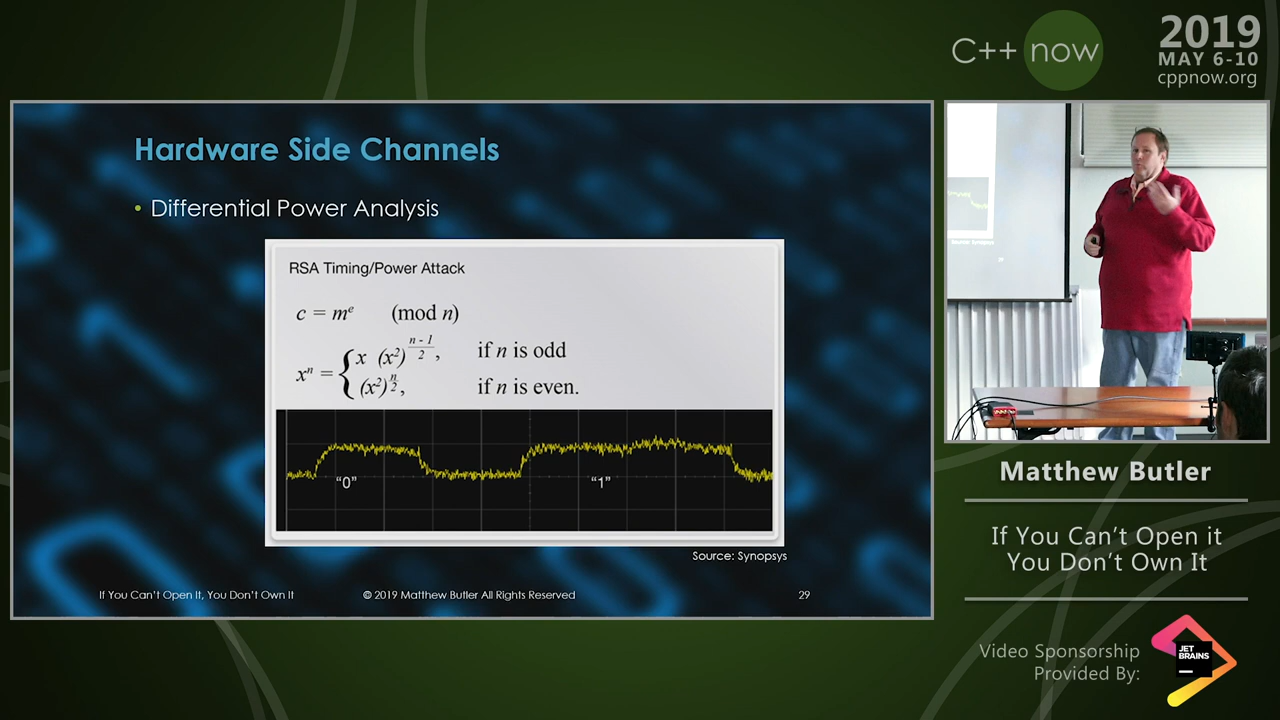 C++ now
2019
MAY 6-10
cppnow.org
Hardware Side Channels
• Differential Power Analysis
RSA Timing/Power Attack
c = mᵉ (mod n)
xⁿ = { x (x²)^((n - 1)/2), if n is odd
(x²)^(n/2), if n is even.
“0” “1”
Source: Synopsys
If You Can’t Open It, You Don’t Own It © 2019 Matthew Butler All Rights Reserved 29
Matthew Butler
If You Can’t Open it
You Don’t Own It
Video Sponsorship
Provided By:
JET
BRAINS